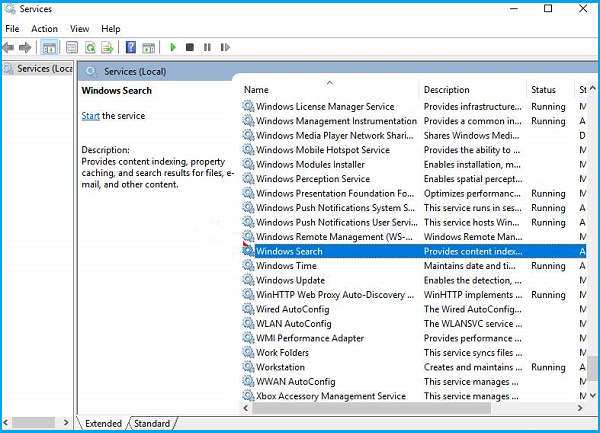 Services
File Action View Help
Services (Loca
Services (Local)
Windows Search
Start the service
Description:
Provides content indexing, property
caching, and search results for files, e-
mail, and other content.
Name Description Status St
Windows License Manager Service Provides infrastructure... Running M
Windows Management Instrumentation Provides a common in... Running A
Windows Media Player Network Shari... Shares Windows Medi... M
Windows Mobile Hotspot Service Provides the ability to ... M
Windows Modules Installer Enables installation, m... M
Windows Perception Service Enables spatial percept... M
Windows Presentation Foundation Fo... Optimizes performanc... Running M
Windows Push Notifications System S... This service runs in ses... Running A
Windows Push Notifications User Servi... This service hosts Win... Running A
Windows Remote Management (WS-... Windows Remote Man... M
Windows Search Provides content index... A
Windows Time Maintains date and ti... Running A
Windows Update Enables the detection, ... M
WinHTTP Web Proxy Auto-Discovery ... WinHTTP implements ... Running M
Wired AutoConfig The Wired AutoConfig... M
WLAN AutoConfig The WLANSVC service ... M
WMI Performance Adapter Provides performance ... M
Work Folders This service syncs files ... M
Workstation Creates and maintains ... Running A
WWAN AutoConfig This service manages ... M
Xbox Accessory Management Service This service manages ... M
Extended Standard